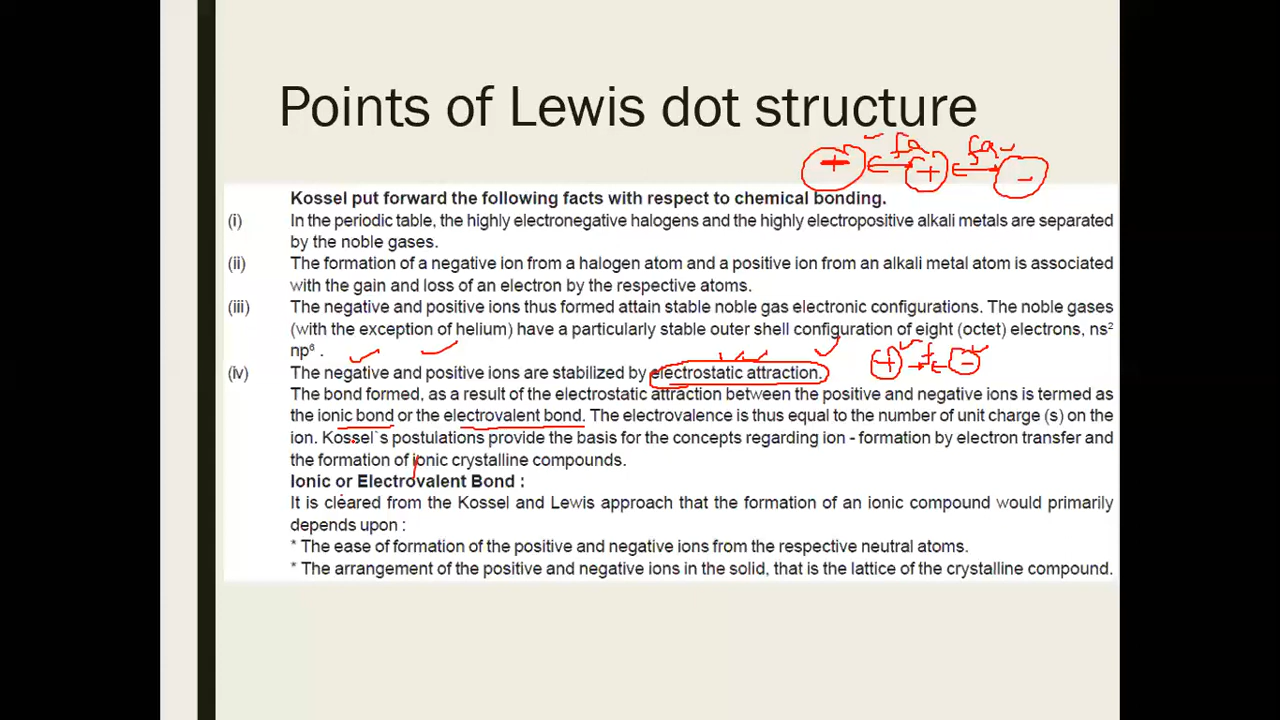 Points of Lewis dot structure
+ + -
Kossel put forward the following facts with respect to chemical bonding.
(i) In the periodic table, the highly electronegative halogens and the highly electropositive alkali metals are separated
by the noble gases.
(ii) The formation of a negative ion from a halogen atom and a positive ion from an alkali metal atom is associated
with the gain and loss of an electron by the respective atoms.
(iii) The negative and positive ions thus formed attain stable noble gas electronic configurations. The noble gases
(with the exception of helium) have a particularly stable outer shell configuration of eight (octet) electrons, ns²
np⁶ .
+ -
(iv) The negative and positive ions are stabilized by electrostatic attraction.
The bond formed, as a result of the electrostatic attraction between the positive and negative ions is termed as
the ionic bond or the electrovalent bond. The electrovalence is thus equal to the number of unit charge (s) on the
ion. Kossel`s postulations provide the basis for the concepts regarding ion - formation by electron transfer and
the formation of ionic crystalline compounds.
Ionic or Electrovalent Bond :
It is cleared from the Kossel and Lewis approach that the formation of an ionic compound would primarily
depends upon :
* The ease of formation of the positive and negative ions from the respective neutral atoms.
* The arrangement of the positive and negative ions in the solid, that is the lattice of the crystalline compound.